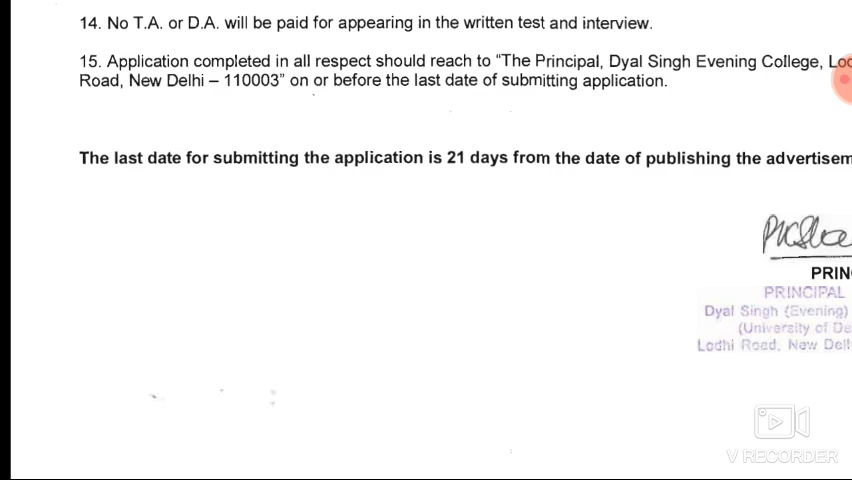 14. No T.A. or D.A. will be paid for appearing in the written test and interview.
15. Application completed in all respect should reach to “The Principal, Dyal Singh Evening College, Loc
Road, New Delhi – 110003” on or before the last date of submitting application.
The last date for submitting the application is 21 days from the date of publishing the advertisem
PRIN
PRINCIPAL
Dyal Singh (Evening)
(University of De
Lodhi Road, New Delh
V RECORDER